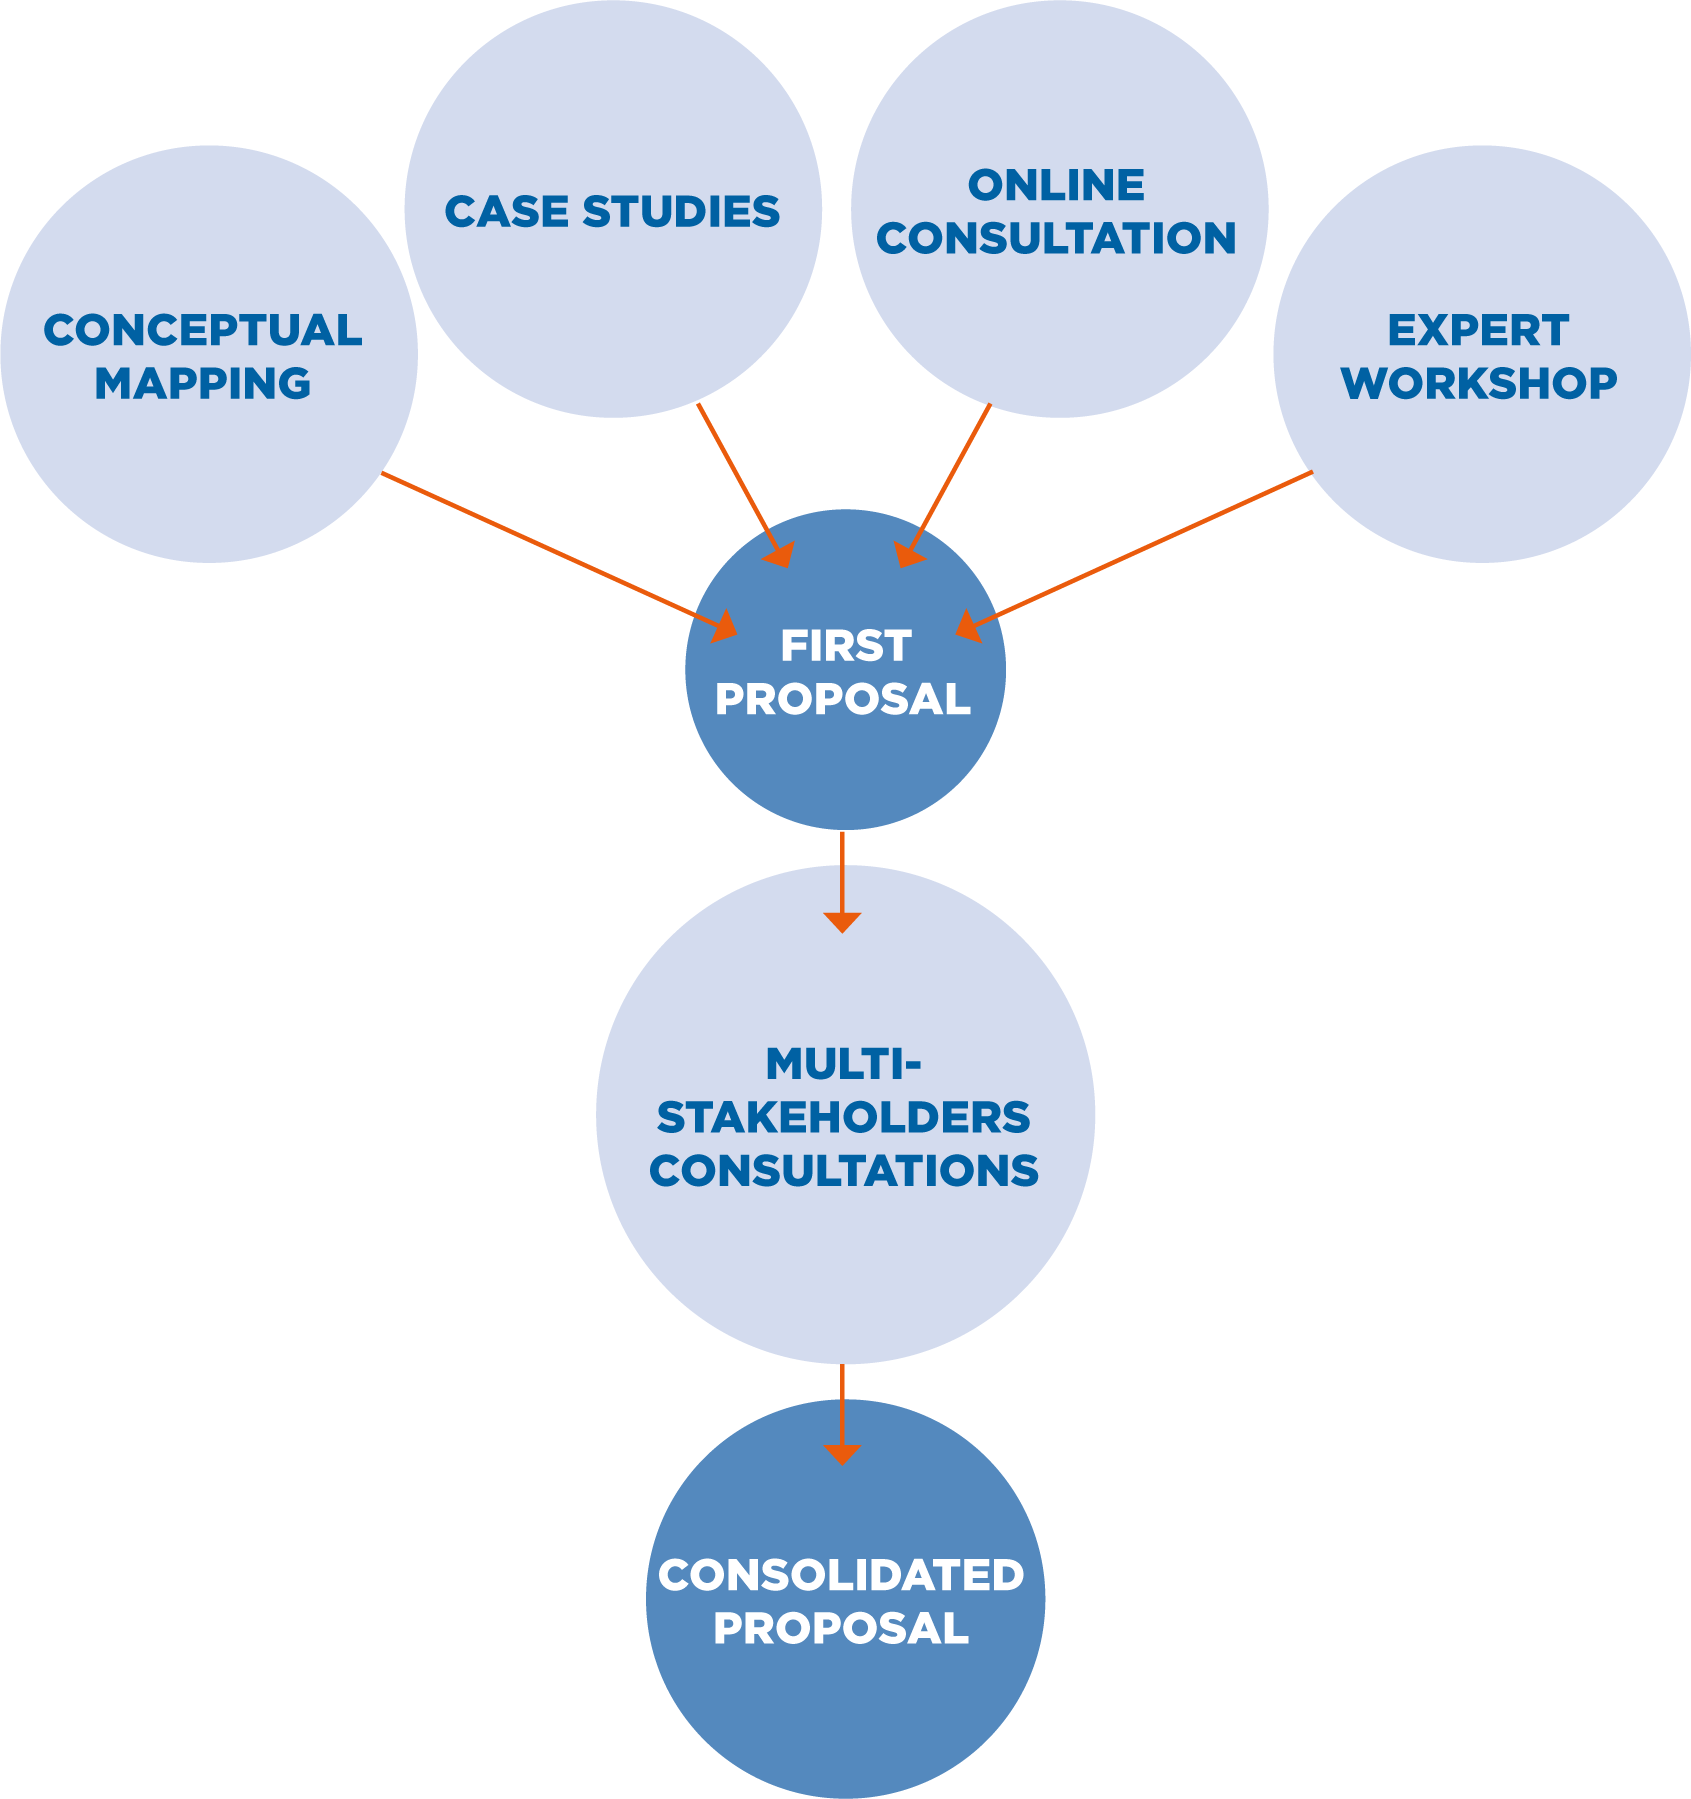 CONCEPTUAL
MAPPING
CASE STUDIES
ONLINE
CONSULTATION
EXPERT
WORKSHOP
FIRST
PROPOSAL
MULTI-
STAKEHOLDERS
CONSULTATIONS
CONSOLIDATED
PROPOSAL